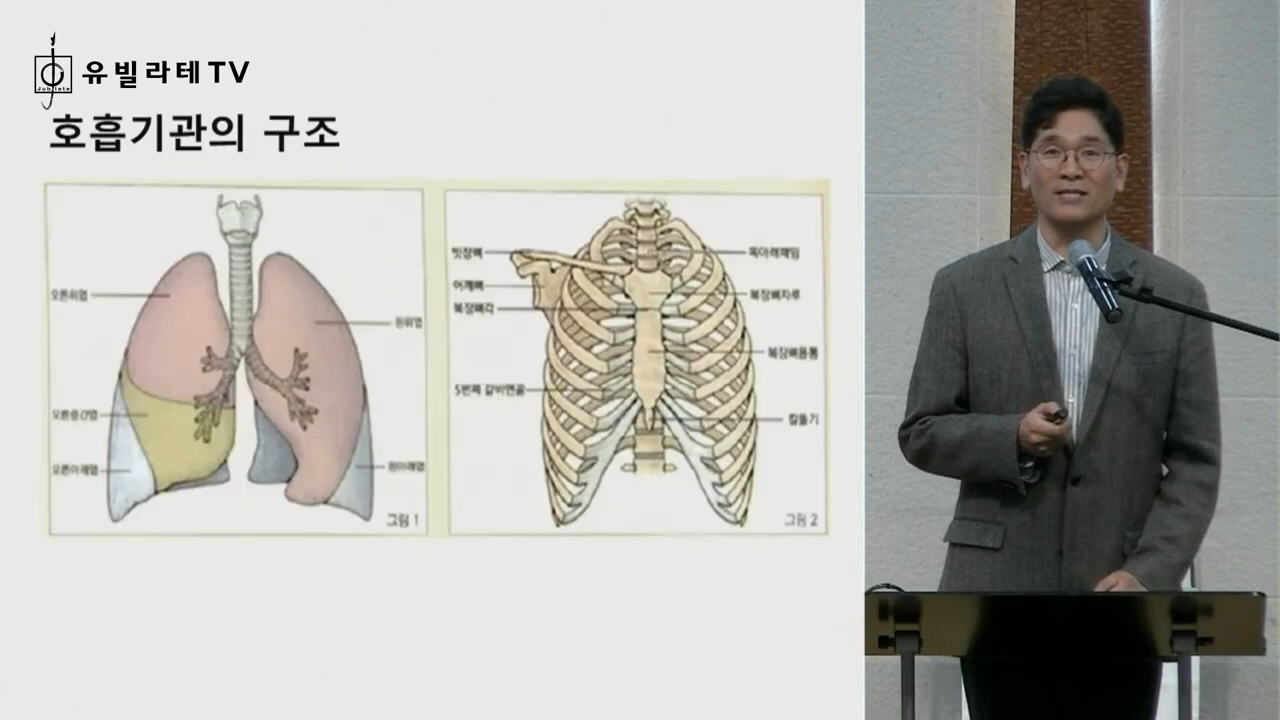 유빌라테TV
Jubilate
호흡기관의 구조
오른위엽
왼위엽
오른중간엽
오른아래엽
왼아래엽
그림 1
빗장뼈
목아래패임
어깨뼈
복장뼈자루
복장뼈각
복장뼈몸통
5번째 갈비연골
칼돌기
그림 2